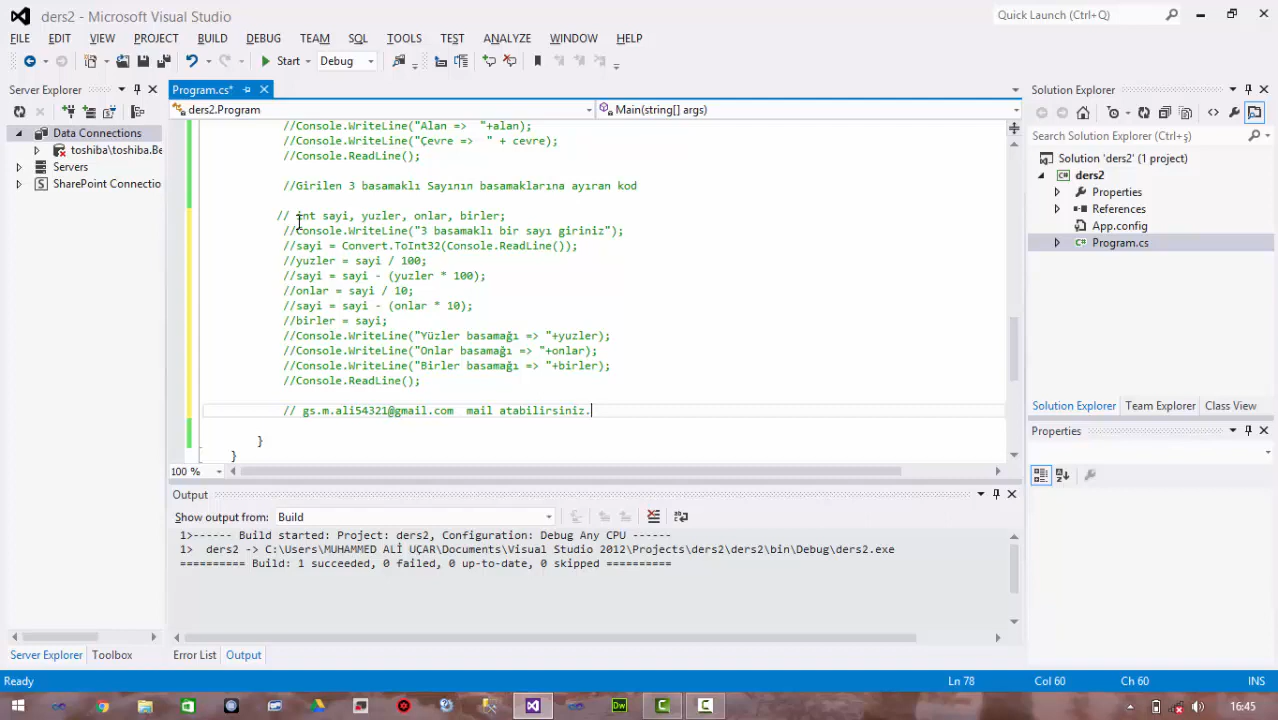 ders2 - Microsoft Visual Studio
Quick Launch (Ctrl+Q)
FILE EDIT VIEW PROJECT BUILD DEBUG TEAM SQL TOOLS TEST ANALYZE WINDOW HELP
Start Debug
Server Explorer
Data Connections
toshiba\toshiba.Be
Servers
SharePoint Connectio
Program.cs*
ders2.Program
Main(string[] args)
//Console.WriteLine("Alan =>  "+alan);
//Console.WriteLine("Çevre =>  " + cevre);
//Console.ReadLine();
//Girilen 3 basamaklı Sayının basamaklarına ayıran kod
// int sayi, yuzler, onlar, birler;
//Console.WriteLine("3 basamaklı bir sayı giriniz");
//sayi = Convert.ToInt32(Console.ReadLine());
//yuzler = sayi / 100;
//sayi = sayi - (yuzler * 100);
//onlar = sayi / 10;
//sayi = sayi - (onlar * 10);
//birler = sayi;
//Console.WriteLine("Yüzler basamağı => "+yuzler);
//Console.WriteLine("Onlar basamağı => "+onlar);
//Console.WriteLine("Birler basamağı => "+birler);
//Console.ReadLine();
// gs.m.ali54321@gmail.com  mail atabilirsiniz.
}
}
100 %
Output
Show output from: Build
1>------ Build started: Project: ders2, Configuration: Debug Any CPU ------
1>  ders2 -> C:\Users\MUHAMMED ALİ UÇAR\Documents\Visual Studio 2012\Projects\ders2\ders2\bin\Debug\ders2.exe
========== Build: 1 succeeded, 0 failed, 0 up-to-date, 0 skipped ==========
Solution Explorer
Search Solution Explorer (Ctrl+ş)
Solution 'ders2' (1 project)
ders2
Properties
References
App.config
Program.cs
Solution Explorer Team Explorer Class View
Properties
Server Explorer Toolbox
Error List Output
Ready
Ln 78 Col 60 Ch 60 INS
Dw
16:45